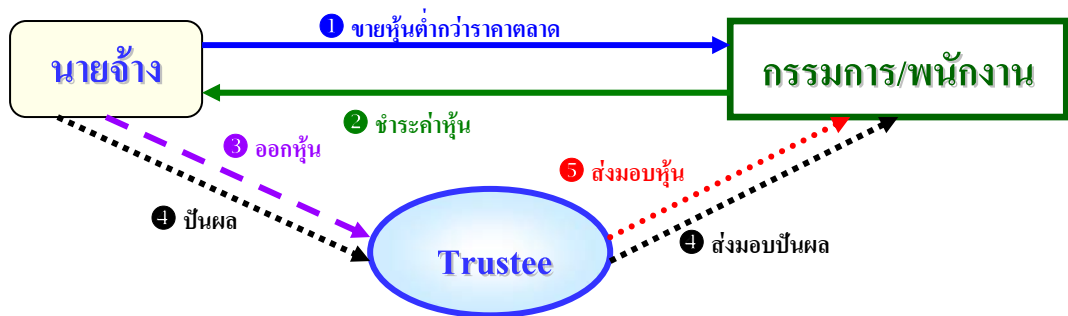 ❶ ขายหุ้นต่ำกว่าราคาตลาด
นายจ้าง
กรรมการ/พนักงาน
❷ ชำระค่าหุ้น
❸ ออกหุ้น
❺ ส่งมอบหุ้น
❹ ปันผล
❹ ส่งมอบปันผล
Trustee